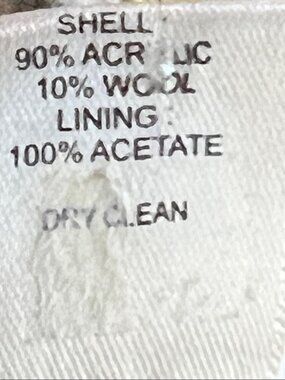 SHELL :
90% ACRYLIC
10% WOOL
LINING :
100% ACETATE
DRY CLEAN